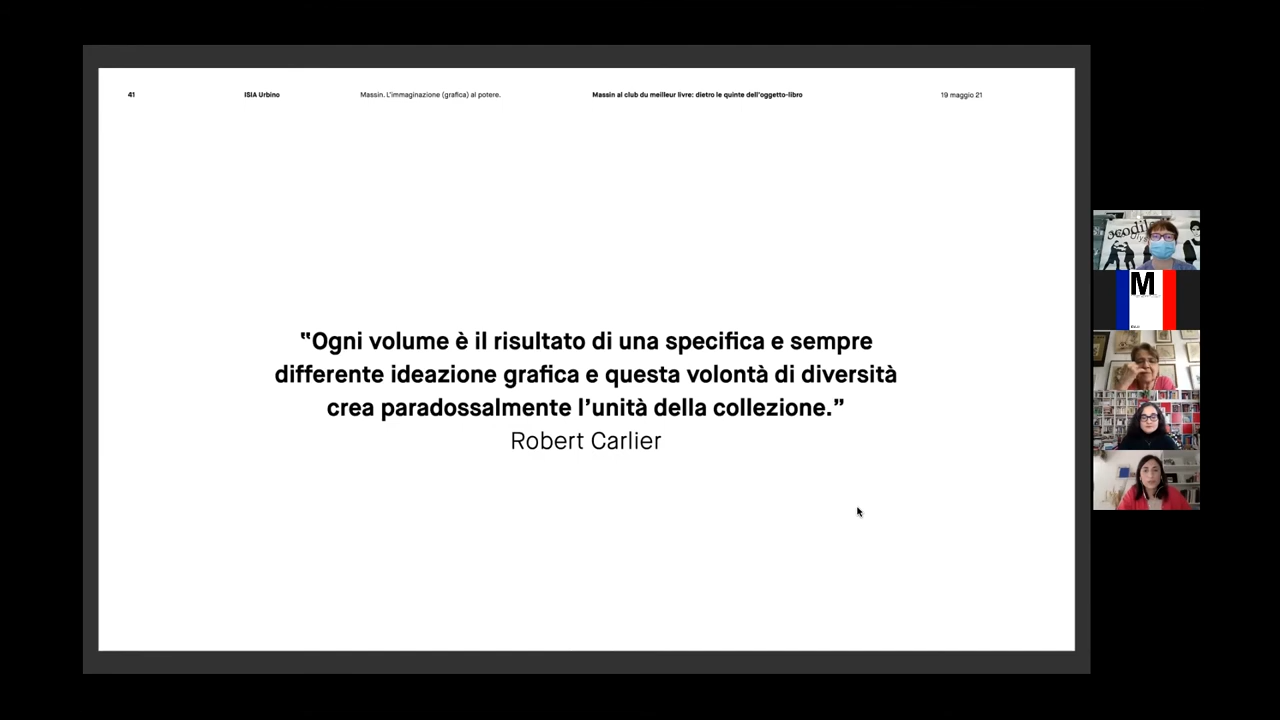 41 ISIA Urbino Massin. L'immaginazione (grafica) al potere. Massin al club du meilleur livre: dietro le quinte dell'oggetto-libro 19 maggio 21
"Ogni volume è il risultato di una specifica e sempre
differente ideazione grafica e questa volontà di diversità
crea paradossalmente l'unità della collezione."
Robert Carlier
M